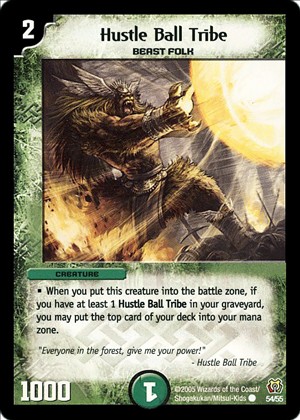 2
Hustle Ball Tribe
BEAST FOLK
CREATURE
▪ When you put this creature into the battle zone, if
you have at least 1 Hustle Ball Tribe in your graveyard,
you may put the top card of your deck into your mana
zone.
"Everyone in the forest, give me your power!"
- Hustle Ball Tribe
1000
1
©2005 Wizards of the Coast/
Shogakukan/Mitsui-Kids
54/55